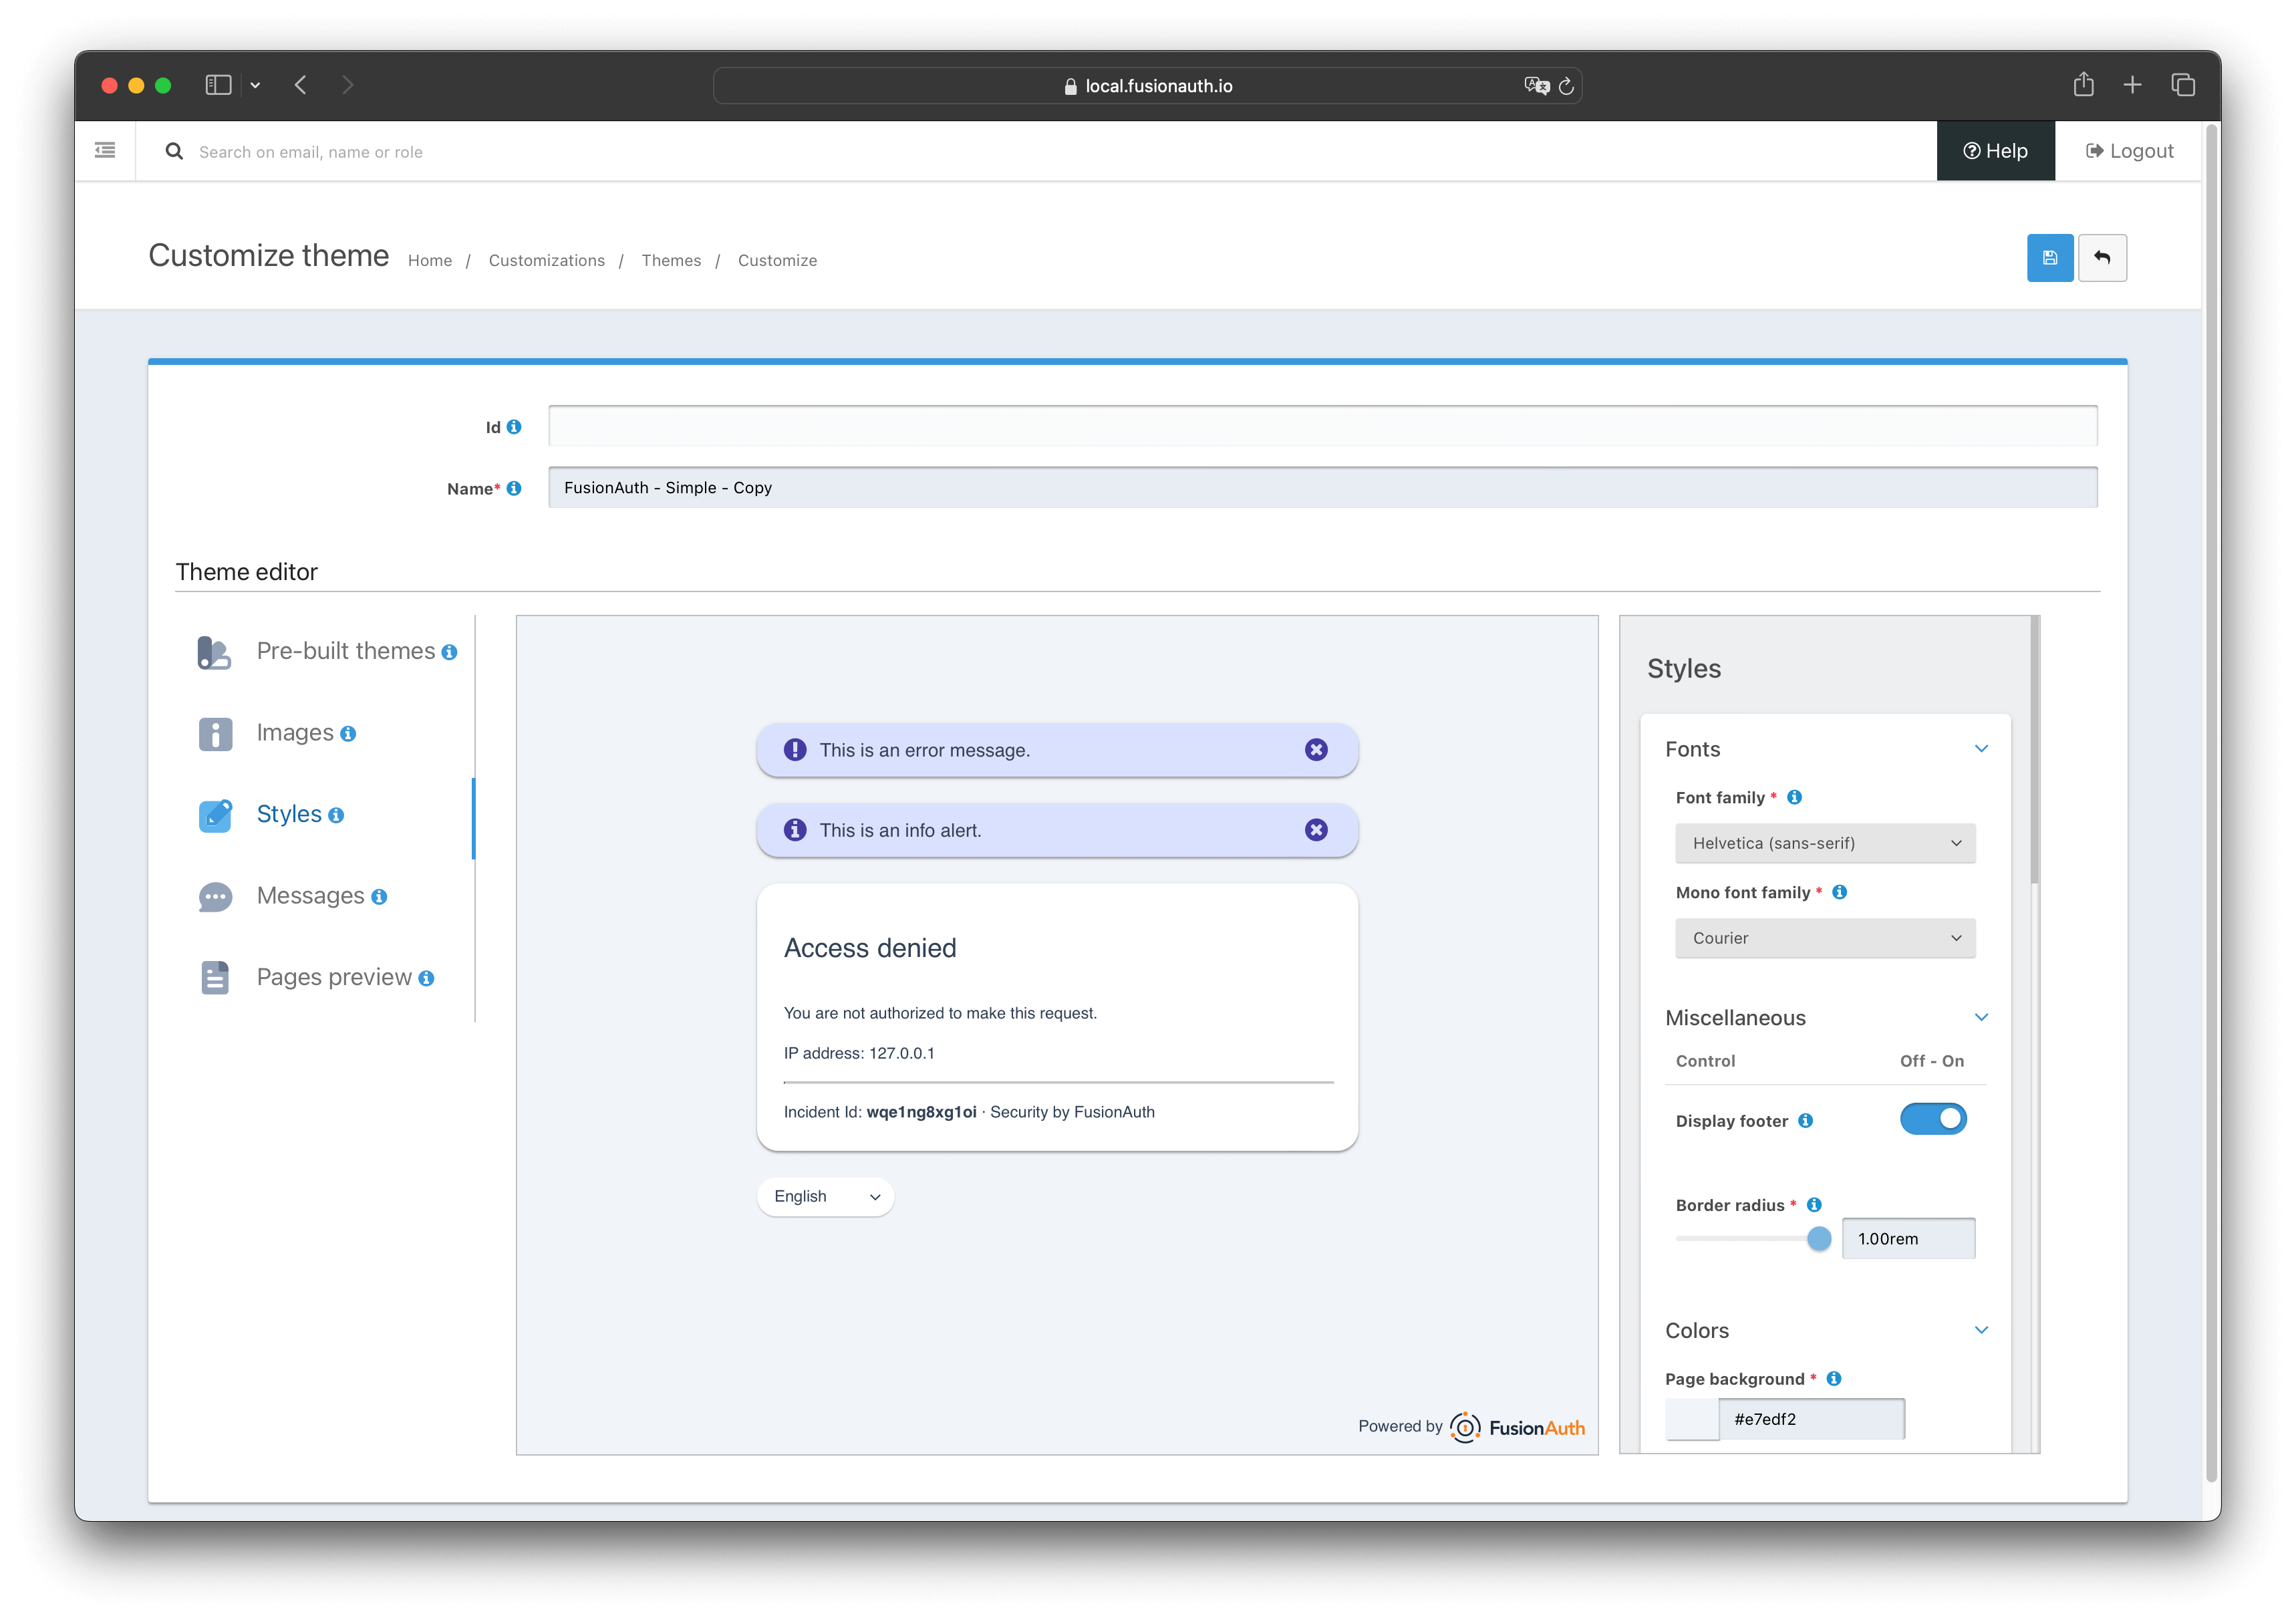 local.fusionauth.io
Search on email, name or role
Help
Logout
Customize theme
Home / Customizations / Themes / Customize
Id
Name*
FusionAuth - Simple - Copy
Theme editor
Pre-built themes
Images
Styles
Messages
Pages preview
This is an error message.
This is an info alert.
Access denied
You are not authorized to make this request.
IP address: 127.0.0.1
Incident Id: wqe1ng8xg1oi · Security by FusionAuth
English
Powered by FusionAuth
Styles
Fonts
Font family *
Helvetica (sans-serif)
Mono font family *
Courier
Miscellaneous
Control Off - On
Display footer
Border radius *
1.00rem
Colors
Page background *
#e7edf2